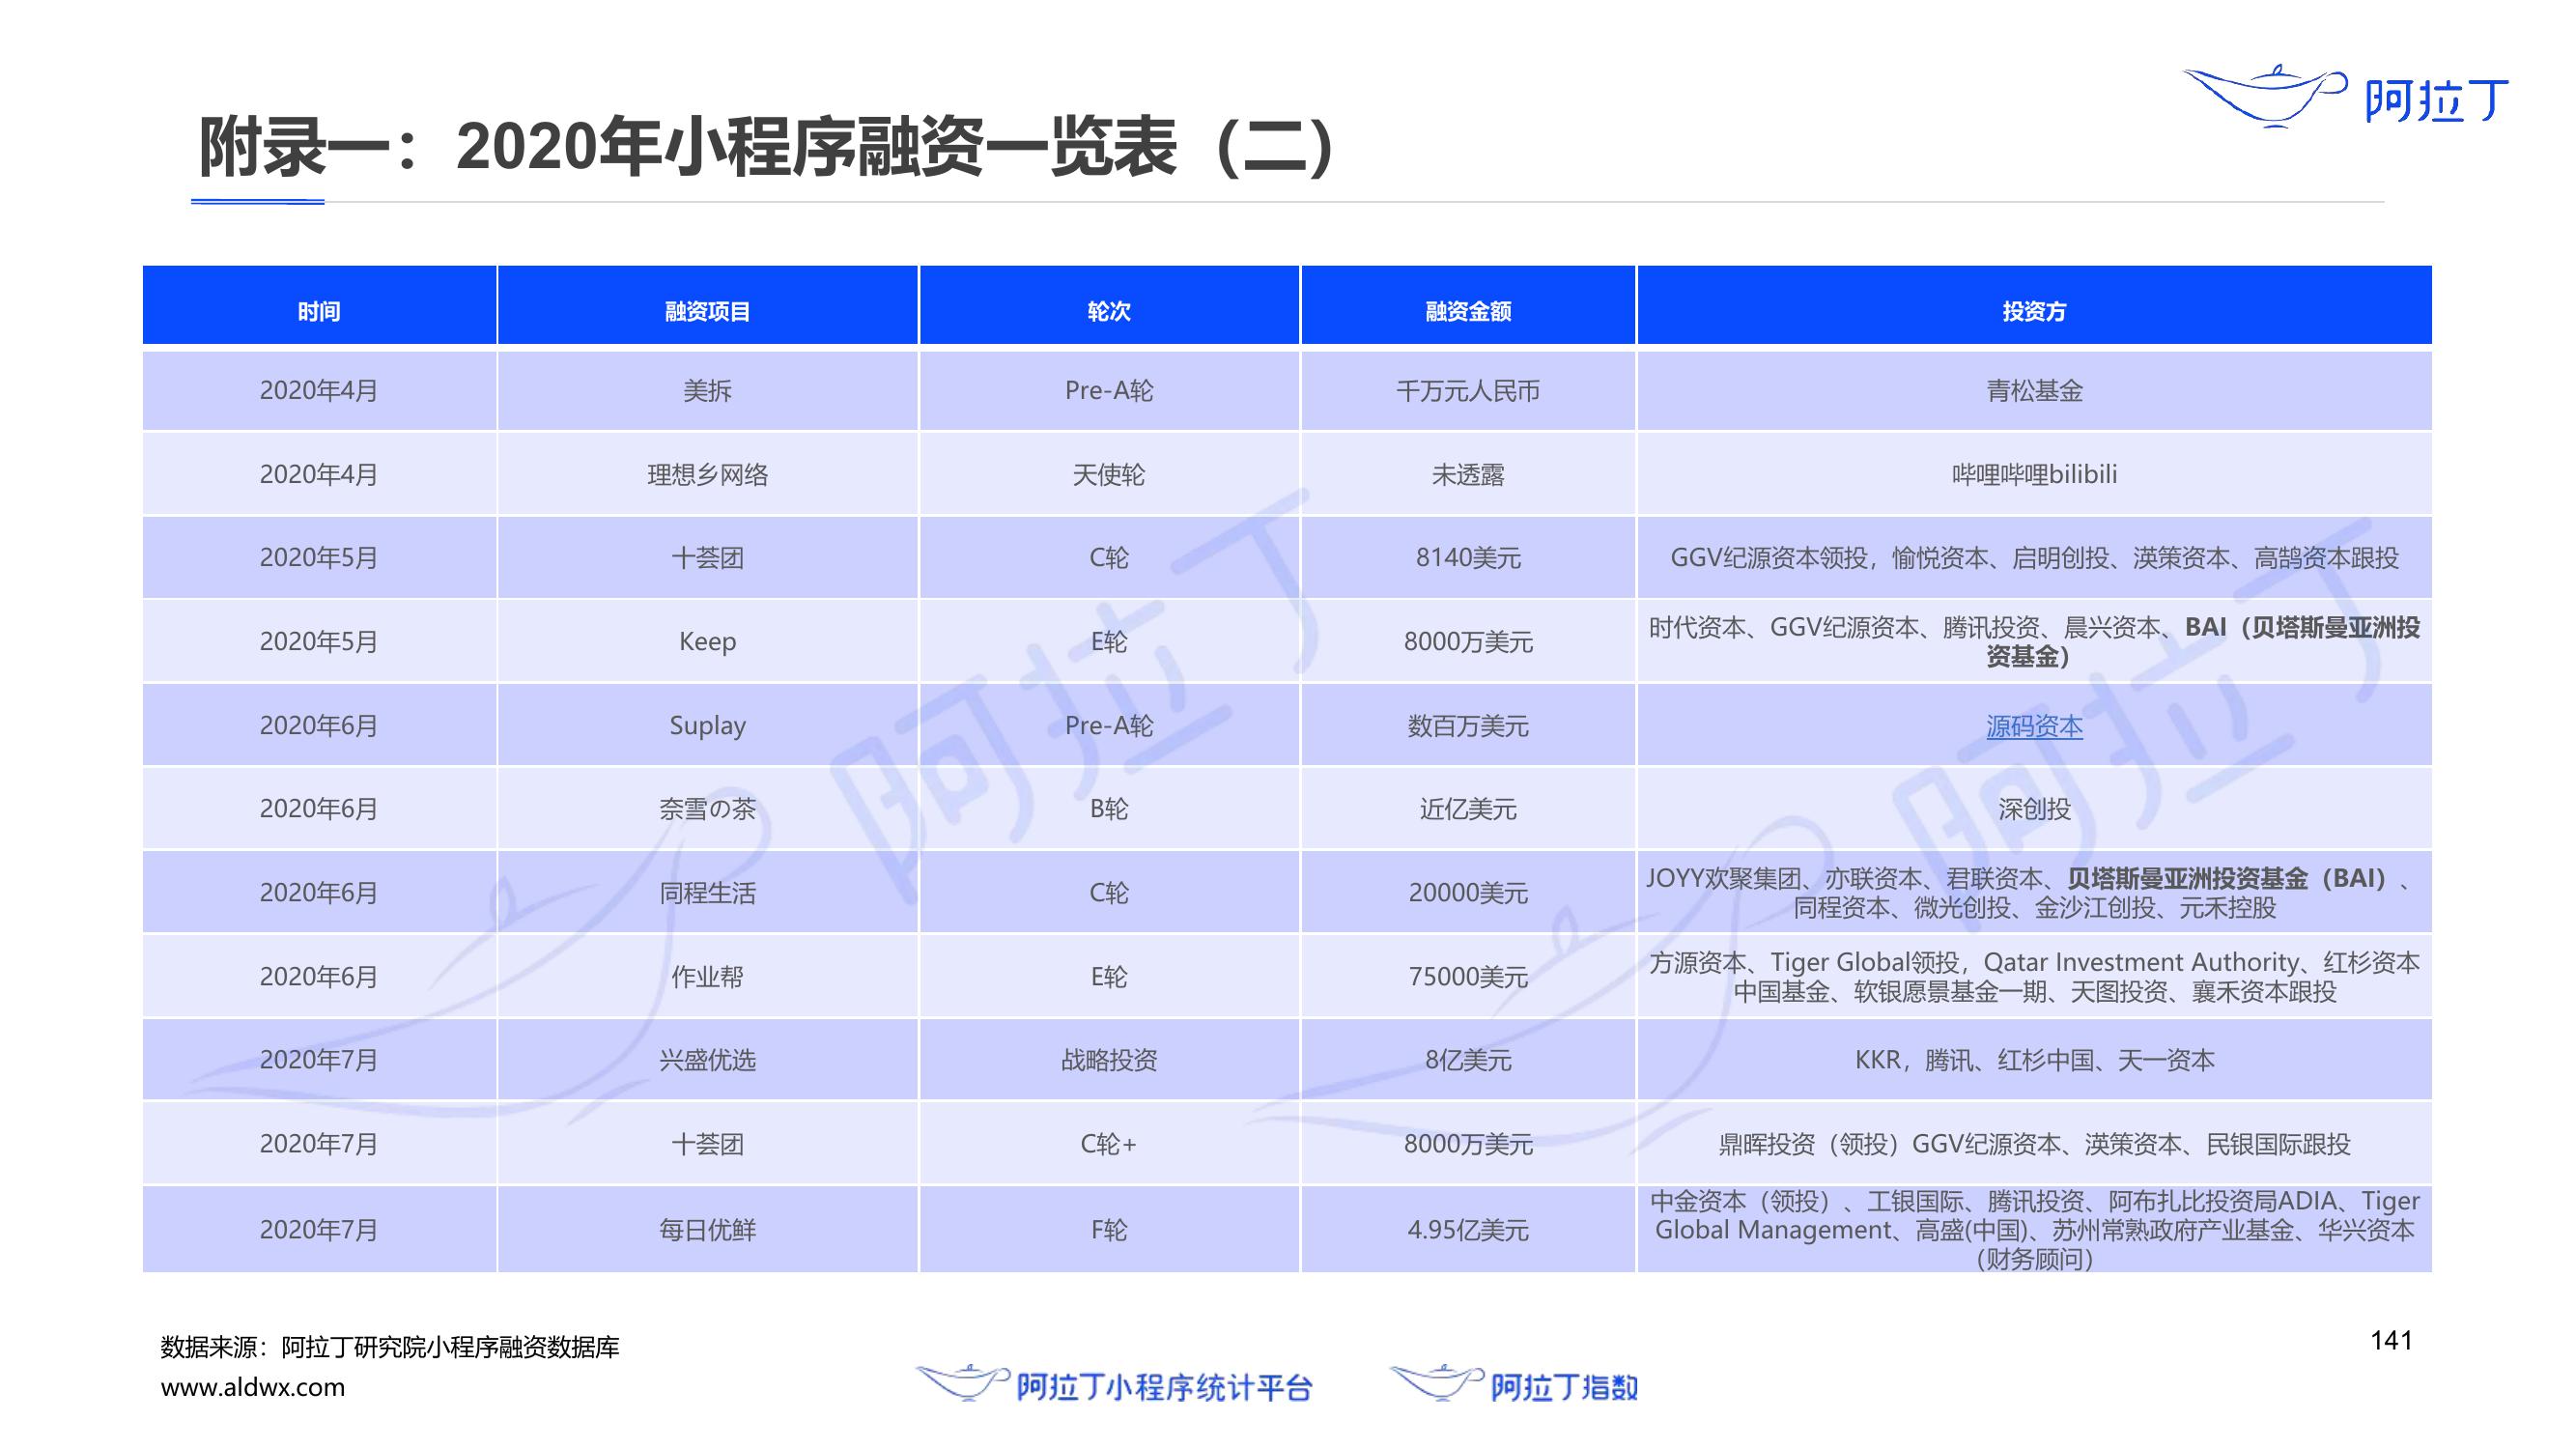 阿拉丁
附录一：2020年小程序融资一览表（二）
时间 融资项目 轮次 融资金额 投资方
2020年4月 美拆 Pre-A轮 千万元人民币 青松基金
2020年4月 理想乡网络 天使轮 未透露 哔哩哔哩bilibili
2020年5月 十荟团 C轮 8140美元 GGV纪源资本领投，愉悦资本、启明创投、渶策资本、高鹄资本跟投
2020年5月 Keep E轮 8000万美元 时代资本、GGV纪源资本、腾讯投资、晨兴资本、BAI（贝塔斯曼亚洲投
资基金）
2020年6月 Suplay Pre-A轮 数百万美元 源码资本
2020年6月 奈雪の茶 B轮 近亿美元 深创投
2020年6月 同程生活 C轮 20000美元 JOYY欢聚集团、亦联资本、君联资本、贝塔斯曼亚洲投资基金（BAI）、
同程资本、微光创投、金沙江创投、元禾控股
2020年6月 作业帮 E轮 75000美元 方源资本、Tiger Global领投，Qatar Investment Authority、红杉资本
中国基金、软银愿景基金一期、天图投资、襄禾资本跟投
2020年7月 兴盛优选 战略投资 8亿美元 KKR，腾讯、红杉中国、天一资本
2020年7月 十荟团 C轮+ 8000万美元 鼎晖投资（领投）GGV纪源资本、渶策资本、民银国际跟投
2020年7月 每日优鲜 F轮 4.95亿美元 中金资本（领投）、工银国际、腾讯投资、阿布扎比投资局ADIA、Tiger
Global Management、高盛(中国)、苏州常熟政府产业基金、华兴资本
（财务顾问）
阿拉丁
阿拉丁
数据来源：阿拉丁研究院小程序融资数据库
www.aldwx.com
阿拉丁小程序统计平台
阿拉丁指数
141